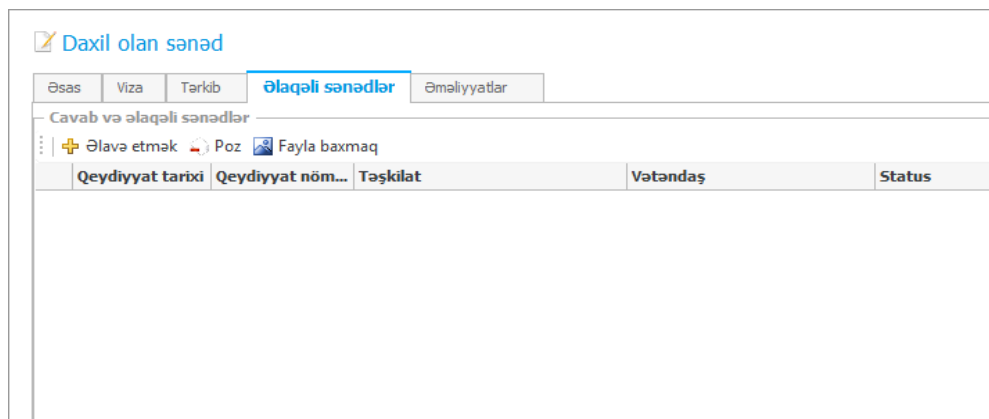 Daxil olan sənəd
Əsas Viza Tərkib Əlaqəli sənədlər Əməliyyatlar
Cavab və əlaqəli sənədlər
Əlavə etmək Poz Fayla baxmaq
Qeydiyyat tarixi Qeydiyyat nöm... Təşkilat Vətəndaş Status